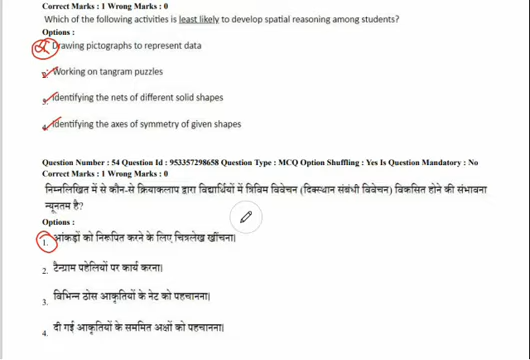 Correct Marks : 1 Wrong Marks : 0
Which of the following activities is least likely to develop spatial reasoning among students?
Options :
Drawing pictographs to represent data
2. Working on tangram puzzles
3. Identifying the nets of different solid shapes
4. Identifying the axes of symmetry of given shapes
Question Number : 54 Question Id : 953357298658 Question Type : MCQ Option Shuffling : Yes Is Question Mandatory : No
Correct Marks : 1 Wrong Marks : 0
निम्नलिखित में से कौन-से क्रियाकलाप द्वारा विद्यार्थियों में त्रिविम विवेचन (दिक्स्थान संबंधी विवेचन) विकसित होने की संभावना
न्यूनतम है?
Options :
1. आंकड़ों को निरूपित करने के लिए चित्रलेख खींचना।
2. टैन्ग्राम पहेलियों पर कार्य करना।
3. विभिन्न ठोस आकृतियों के नेट को पहचानना।
4. दी गई आकृतियों के सममित अक्षों को पहचानना।